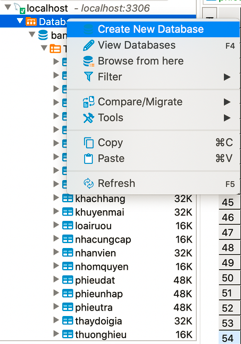 localhost - localhost:3306
Datab
Create New Database
ban
View Databases F4
T
Browse from here
Filter
Compare/Migrate
Tools
Copy ⌘C
Paste ⌘V
Refresh F5
khachhang 32K
khuyenmai 32K
loairuou 16K
nhacungcap 16K
nhanvien 32K
nhomquyen 16K
phieudat 48K
phieunhap 48K
phieutra 48K
thaydoigia 32K
thuonghieu 16K
45
46
47
48
49
50
51
52
53
54